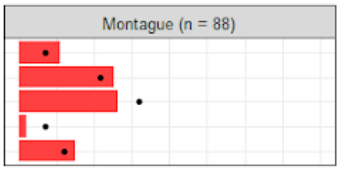 Montague (n = 88)